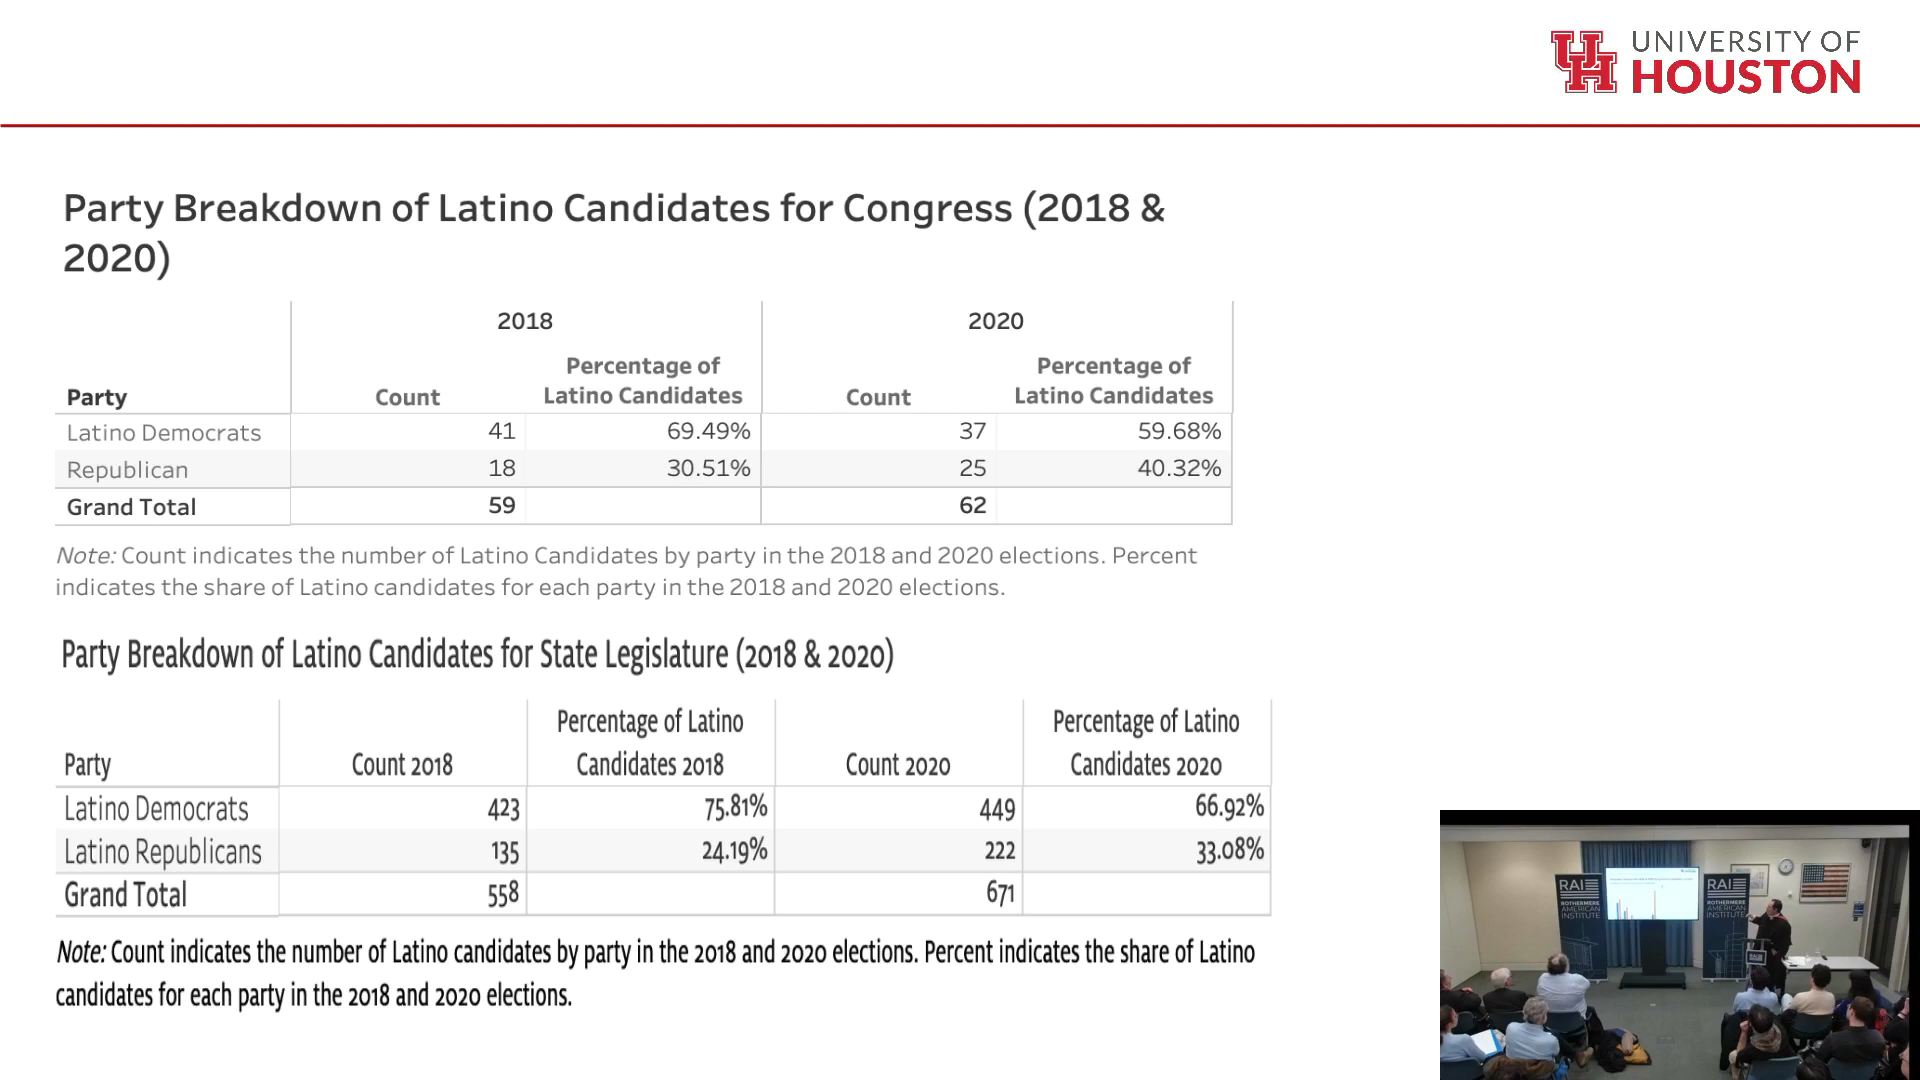 UNIVERSITY OF
HOUSTON
Party Breakdown of Latino Candidates for Congress (2018 &
2020)
2018 2020
Party Count Percentage of Latino Candidates Count Percentage of Latino Candidates
Latino Democrats 41 69.49% 37 59.68%
Republican 18 30.51% 25 40.32%
Grand Total 59 62
Note: Count indicates the number of Latino Candidates by party in the 2018 and 2020 elections. Percent
indicates the share of Latino candidates for each party in the 2018 and 2020 elections.
Party Breakdown of Latino Candidates for State Legislature (2018 & 2020)
Party Count 2018 Percentage of Latino Candidates 2018 Count 2020 Percentage of Latino Candidates 2020
Latino Democrats 423 75.81% 449 66.92%
Latino Republicans 135 24.19% 222 33.08%
Grand Total 558 671
Note: Count indicates the number of Latino candidates by party in the 2018 and 2020 elections. Percent indicates the share of Latino
candidates for each party in the 2018 and 2020 elections.
RAI
ROTHERMERE
AMERICAN
INSTITUTE
RAI
ROTHERMERE
AMERICAN
INSTITUTE